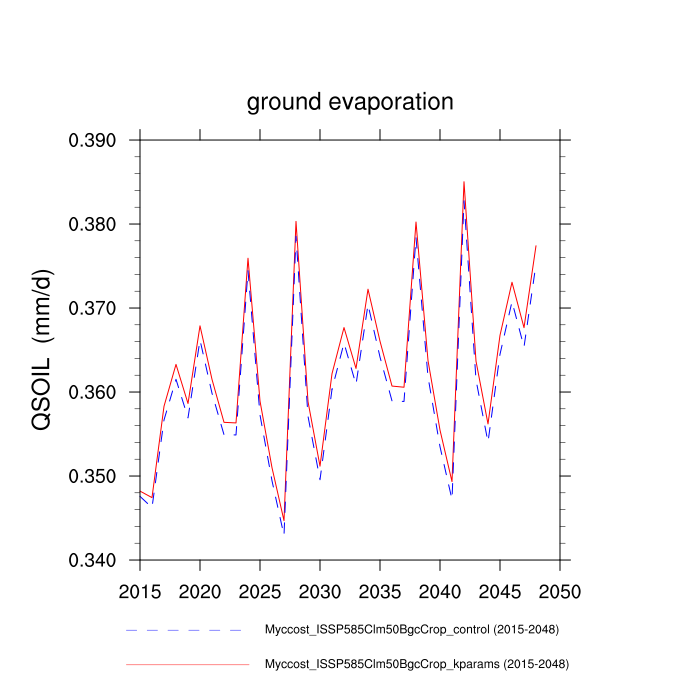 ground evaporation
0.390
0.380
0.370
0.360
0.350
0.340
QSOIL (mm/d)
2015 2020 2025 2030 2035 2040 2045 2050
Myccost_ISSP585Clm50BgcCrop_control (2015-2048)
Myccost_ISSP585Clm50BgcCrop_kparams (2015-2048)